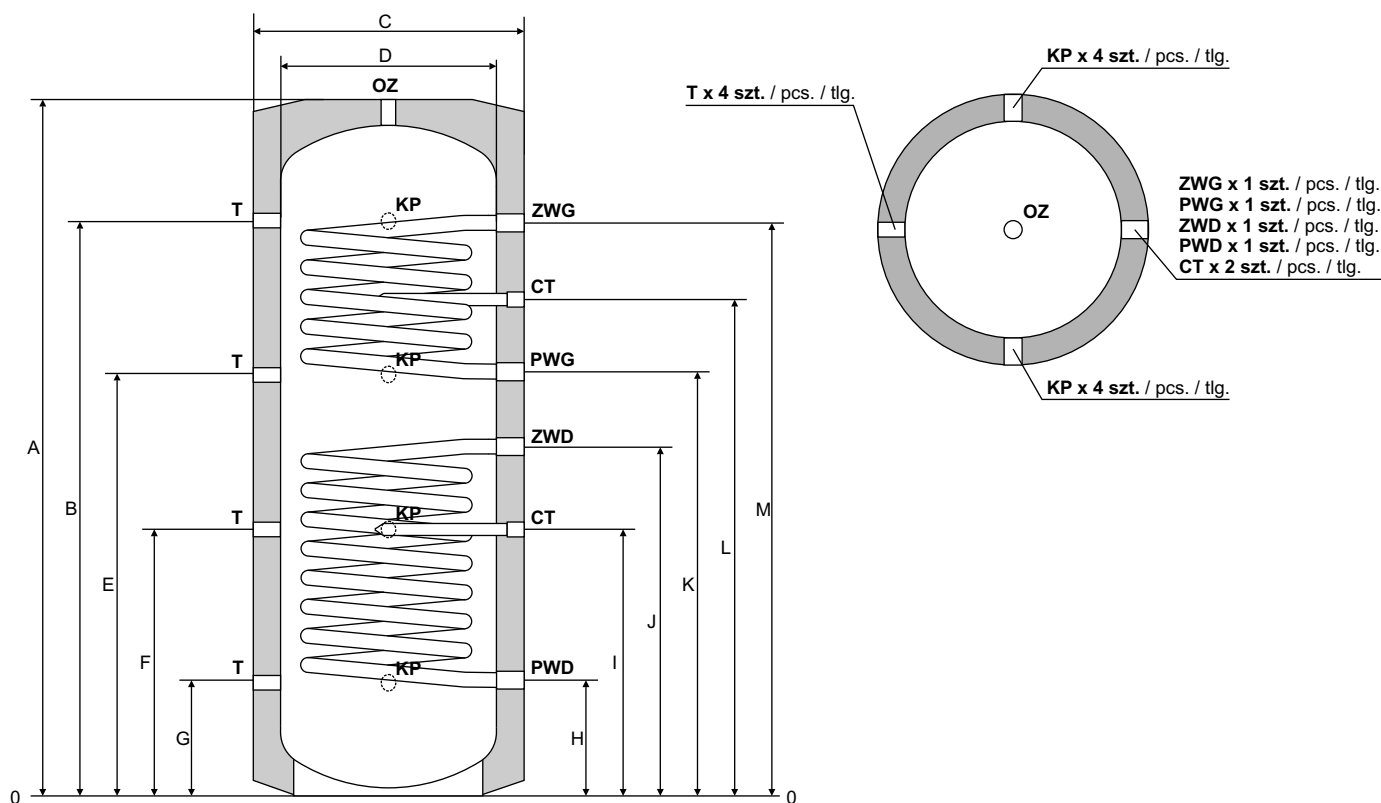 C
D
OZ
T
KP
ZWG
CT
T
KP
PWG
ZWD
T
KP
CT
T
KP
PWD
A
B
E
F
G
H
I
J
K
L
M
0
0
KP x 4 szt. / pcs. / tlg.
T x 4 szt. / pcs. / tlg.
OZ
ZWG x 1 szt. / pcs. / tlg.
PWG x 1 szt. / pcs. / tlg.
ZWD x 1 szt. / pcs. / tlg.
PWD x 1 szt. / pcs. / tlg.
CT x 2 szt. / pcs. / tlg.
KP x 4 szt. / pcs. / tlg.